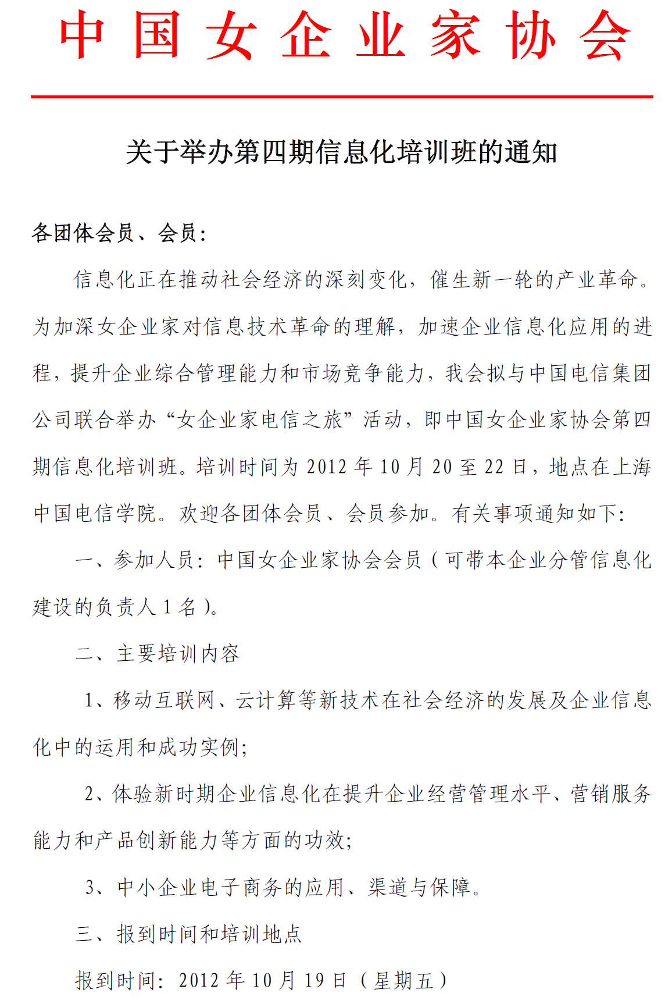 中国女企业家协会
关于举办第四期信息化培训班的通知
各团体会员、会员：
信息化正在推动社会经济的深刻变化，催生新一轮的产业革命。
为加深女企业家对信息技术革命的理解，加速企业信息化应用的进
程，提升企业综合管理能力和市场竞争能力，我会拟与中国电信集团
公司联合举办“女企业家电信之旅”活动，即中国女企业家协会第四
期信息化培训班。培训时间为 2012 年 10 月 20 至 22 日，地点在上海
中国电信学院。欢迎各团体会员、会员参加。有关事项通知如下：
一、参加人员：中国女企业家协会会员（可带本企业分管信息化
建设的负责人 1 名）。
二、主要培训内容
1、移动互联网、云计算等新技术在社会经济的发展及企业信息
化中的运用和成功实例；
2、体验新时期企业信息化在提升企业经营管理水平、营销服务
能力和产品创新能力等方面的功效；
3、中小企业电子商务的应用、渠道与保障。
三、报到时间和培训地点
报到时间：2012 年 10 月 19 日（星期五）